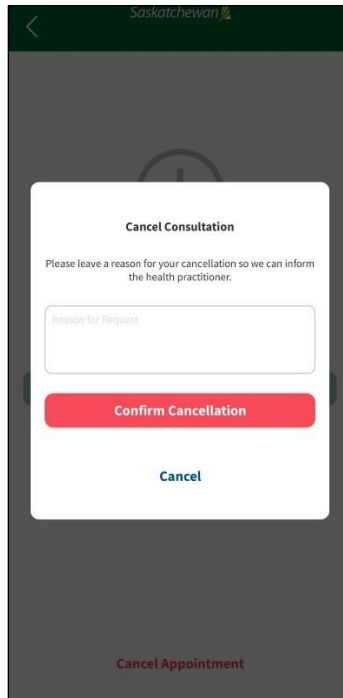 Saskatchewan
Cancel Consultation
Please leave a reason for your cancellation so we can inform
the health practitioner.
Reason for Request
Confirm Cancellation
Cancel
Cancel Appointment